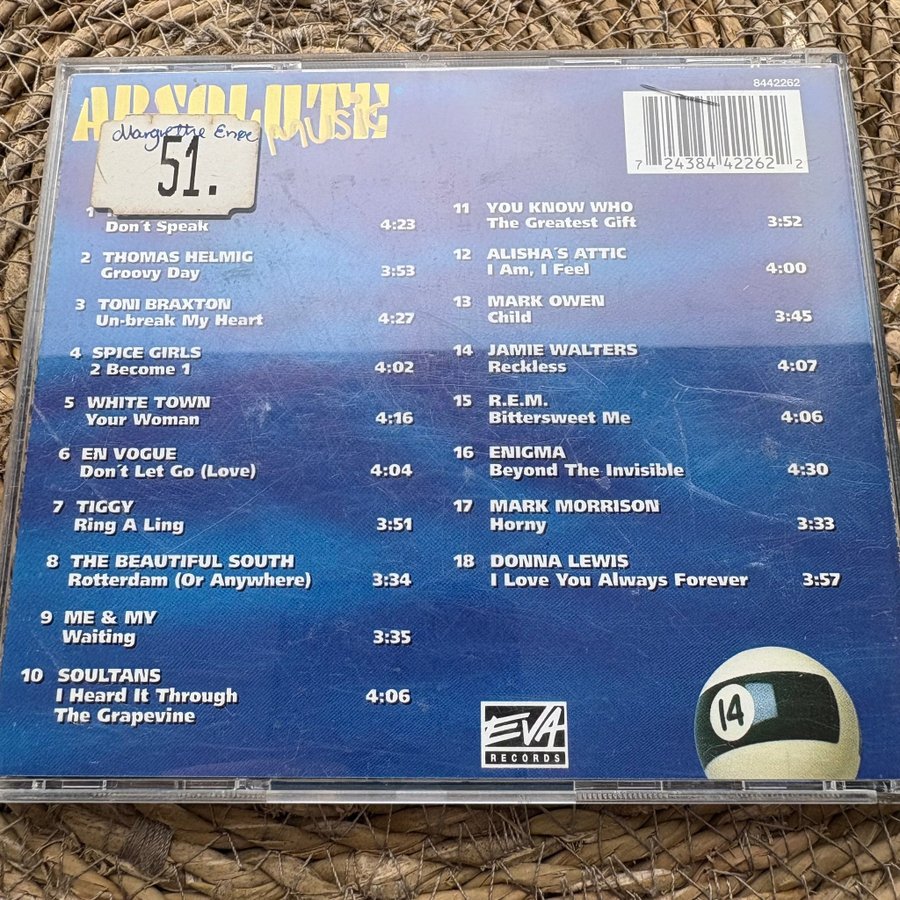 ABSOLUTE
music
Margrethe
51.
8442262
7 24384 42262 2
1
Don´t Speak 4:23
2 THOMAS HELMIG
Groovy Day 3:53
3 TONI BRAXTON
Un-break My Heart 4:27
4 SPICE GIRLS
2 Become 1 4:02
5 WHITE TOWN
Your Woman 4:16
6 EN VOGUE
Don´t Let Go (Love) 4:04
7 TIGGY
Ring A Ling 3:51
8 THE BEAUTIFUL SOUTH
Rotterdam (Or Anywhere) 3:34
9 ME & MY
Waiting 3:35
10 SOULTANS
I Heard It Through 4:06
The Grapevine
11 YOU KNOW WHO
The Greatest Gift 3:52
12 ALISHA´S ATTIC
I Am, I Feel 4:00
13 MARK OWEN
Child 3:45
14 JAMIE WALTERS
Reckless 4:07
15 R.E.M.
Bittersweet Me 4:06
16 ENIGMA
Beyond The Invisible 4:30
17 MARK MORRISON
Horny 3:33
18 DONNA LEWIS
I Love You Always Forever 3:57
EVA
RECORDS
14